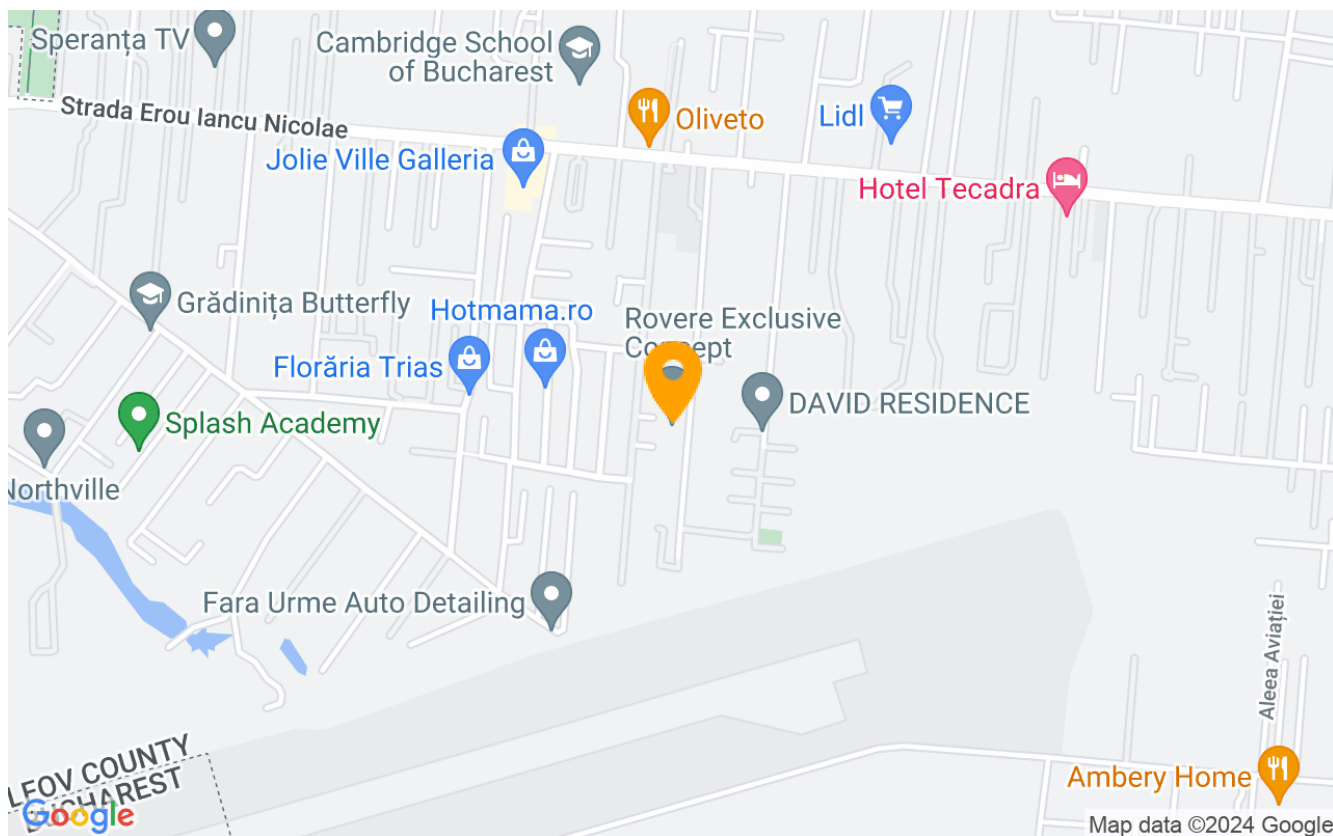 Speranța TV
Cambridge School
of Bucharest
Strada Erou Iancu Nicolae
Oliveto
Lidl
Jolie Ville Galleria
Hotel Tecadra
Grădinița Butterfly
Hotmama.ro
Rovere Exclusive
Concept
Florăria Trias
DAVID RESIDENCE
Splash Academy
Northville
Fara Urme Auto Detailing
Aleea Aviației
LFOV COUNTY
BUCHAREST
Ambery Home
Google
Map data ©2024 Google